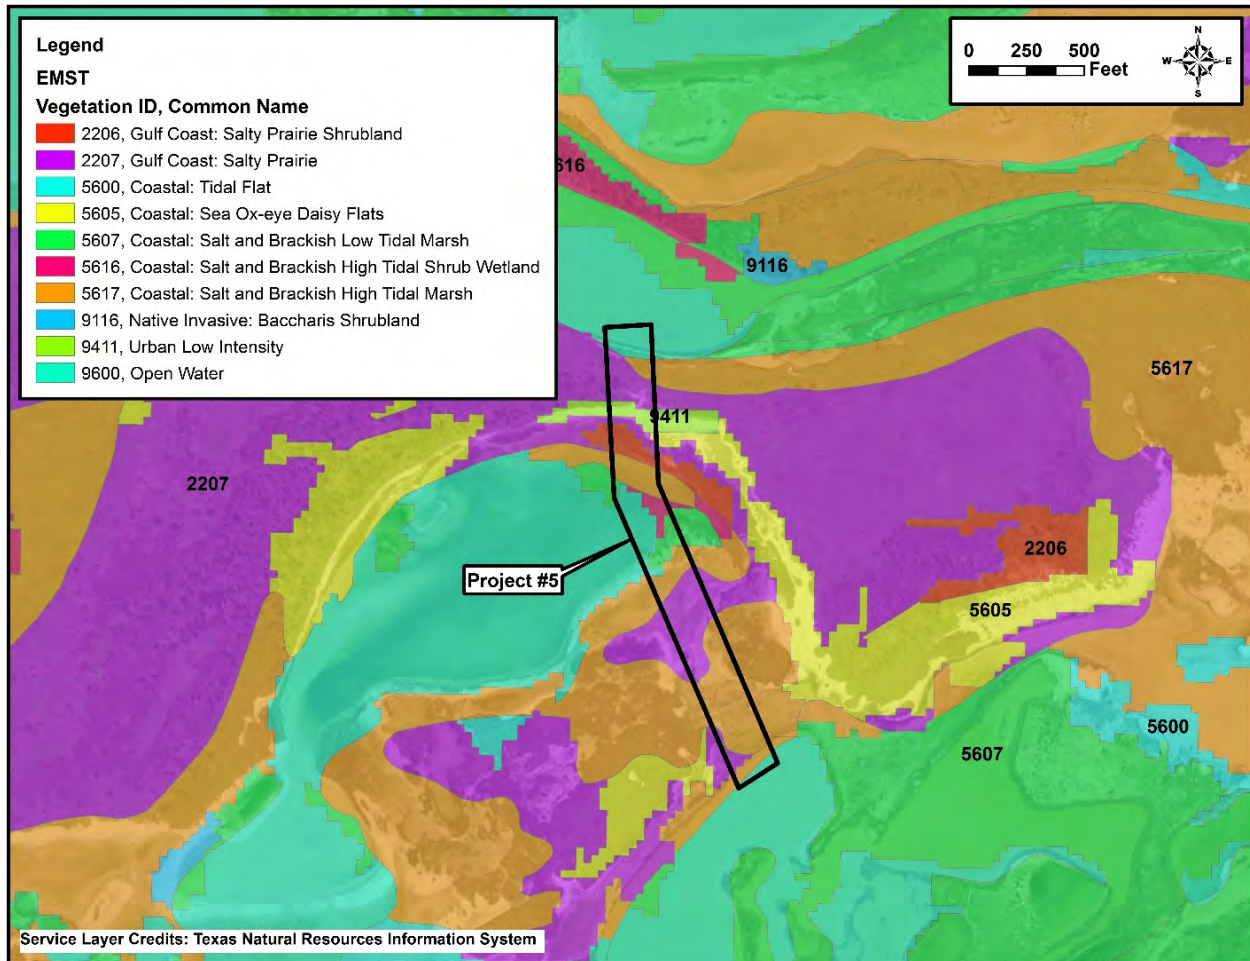 Legend
EMST
Vegetation ID, Common Name
2206, Gulf Coast: Salty Prairie Shrubland
2207, Gulf Coast: Salty Prairie
5600, Coastal: Tidal Flat
5605, Coastal: Sea Ox-eye Daisy Flats
5607, Coastal: Salt and Brackish Low Tidal Marsh
5616, Coastal: Salt and Brackish High Tidal Shrub Wetland
5617, Coastal: Salt and Brackish High Tidal Marsh
9116, Native Invasive: Baccharis Shrubland
9411, Urban Low Intensity
9600, Open Water
0 250 500
Feet
N
W E
S
616
9116
5617
9411
2207
2206
Project #5
5605
5600
5607
Service Layer Credits: Texas Natural Resources Information System